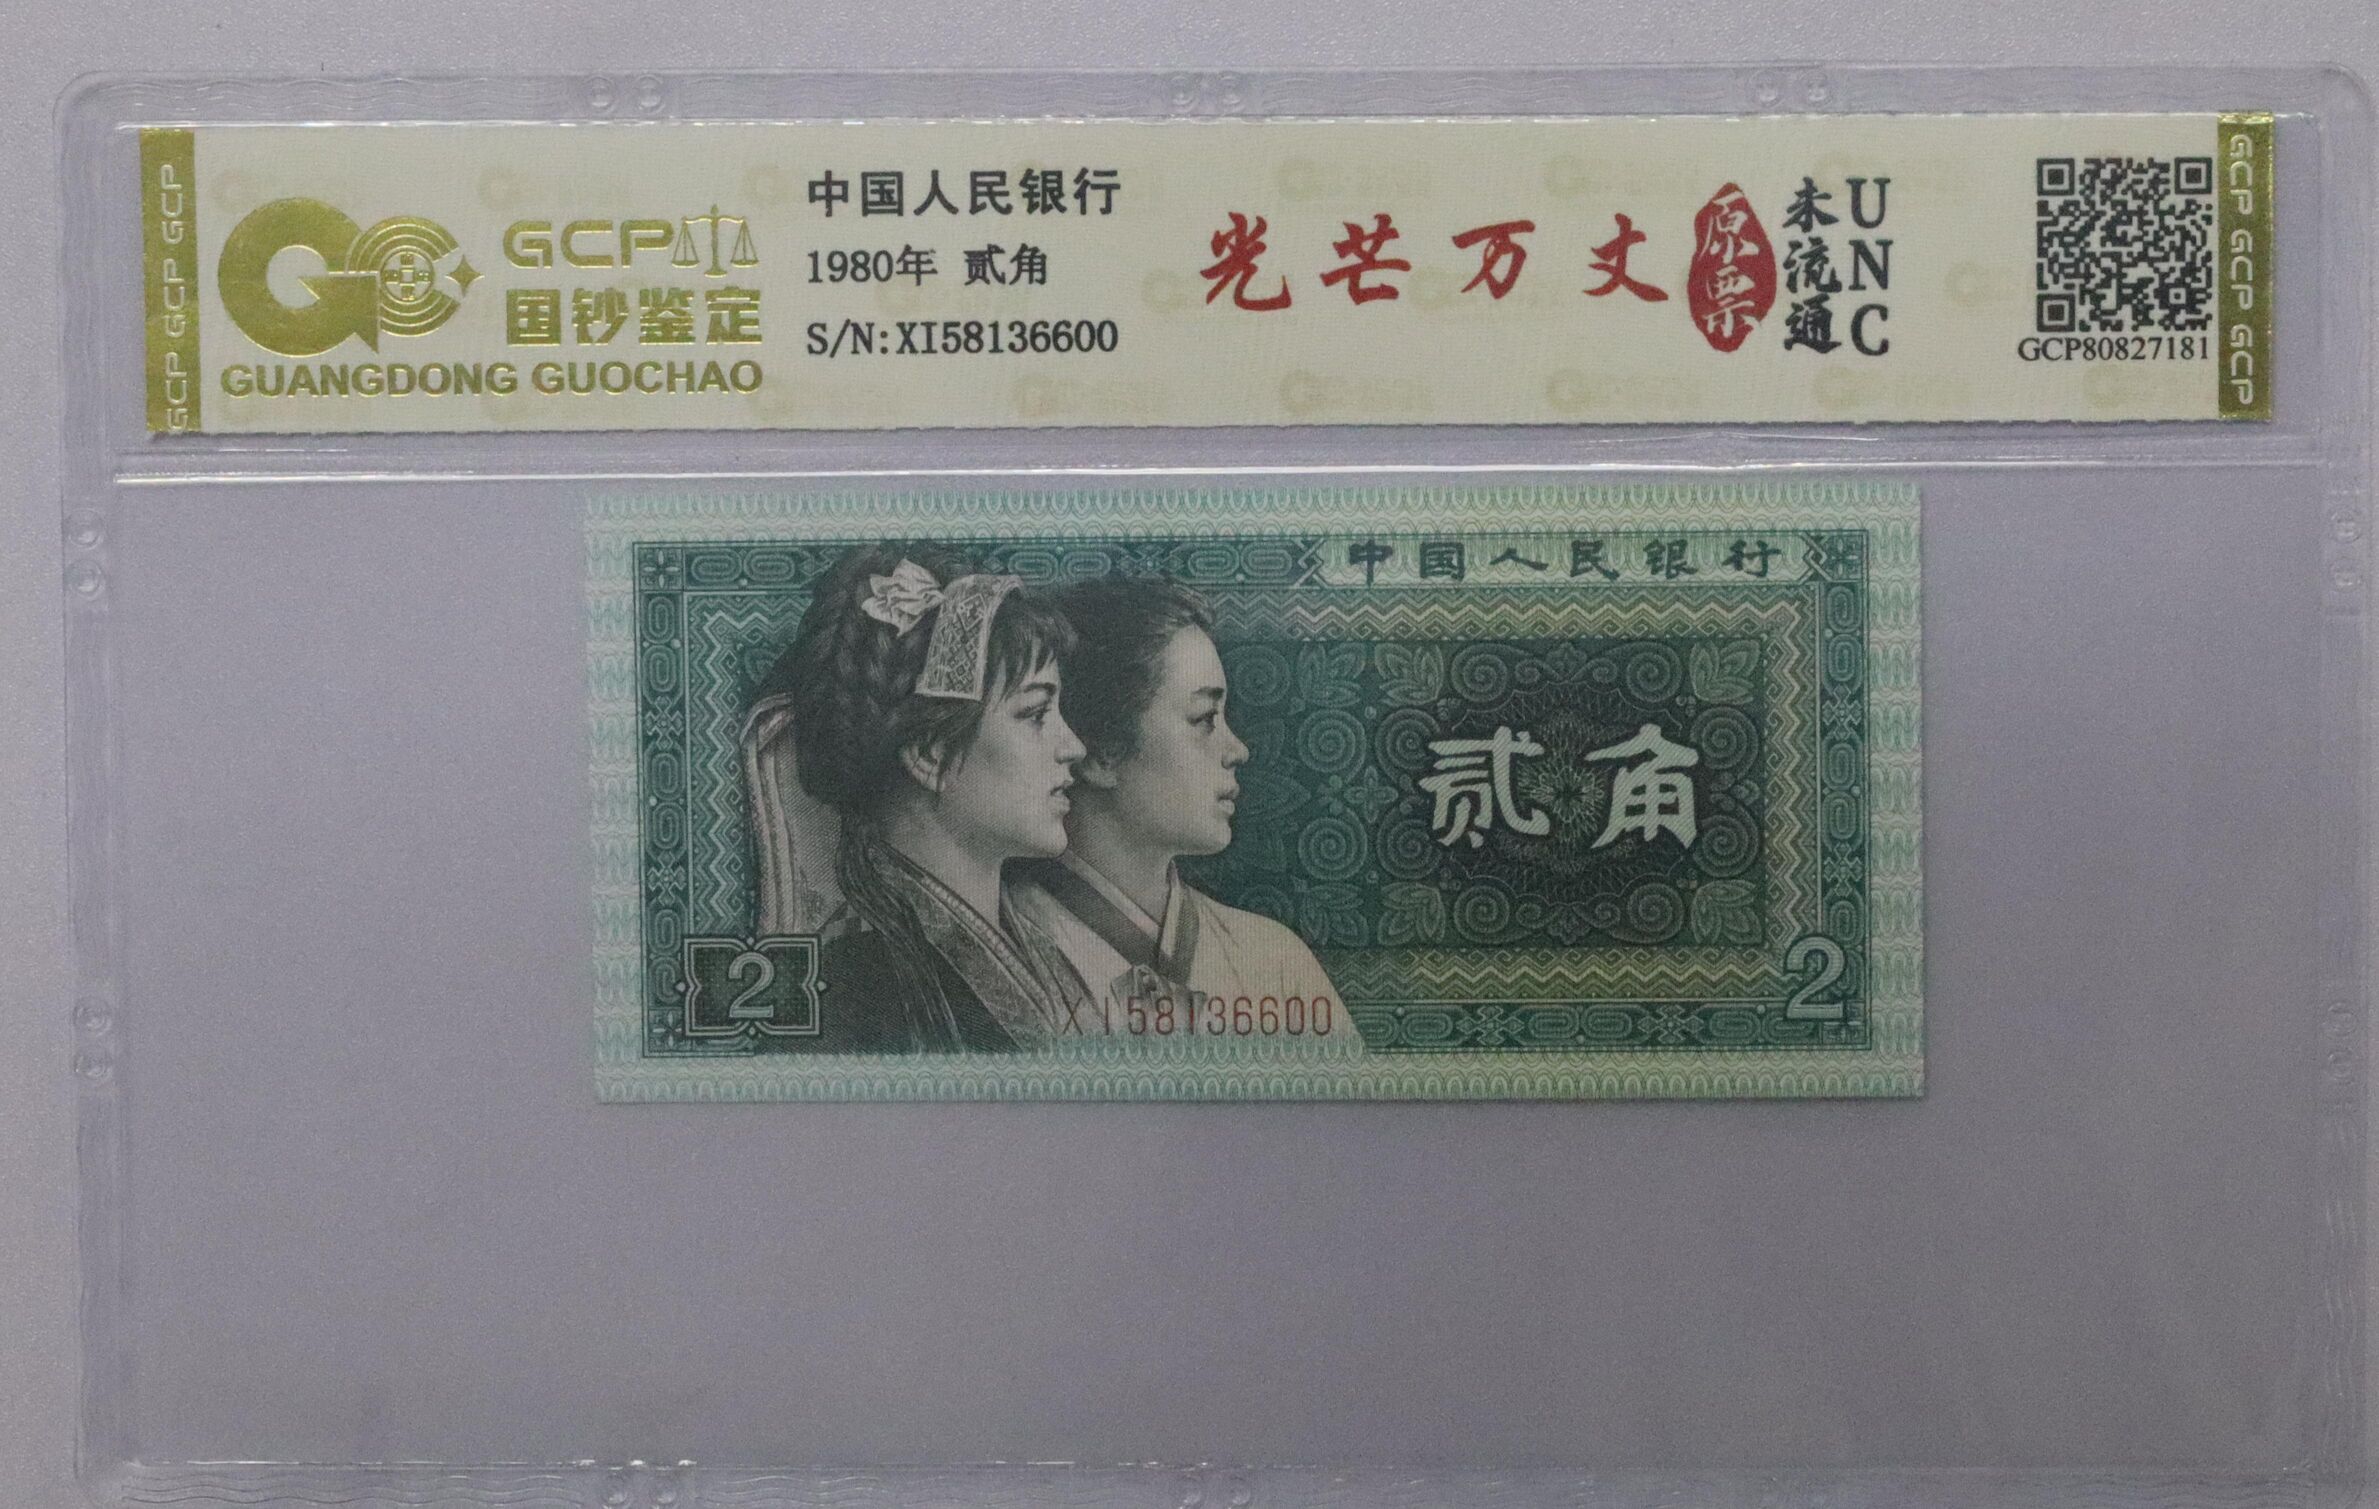 GCP GCP GCP
GCP
国钞鉴定
GUANGDONG GUOCHAO
中国人民银行
1980年 贰角
S/N:XI58136600
光芒万丈
原票
未流通
UNC
GCP80827181
GCP GCP GCP
中国人民银行
贰角
2
XI58136600
2